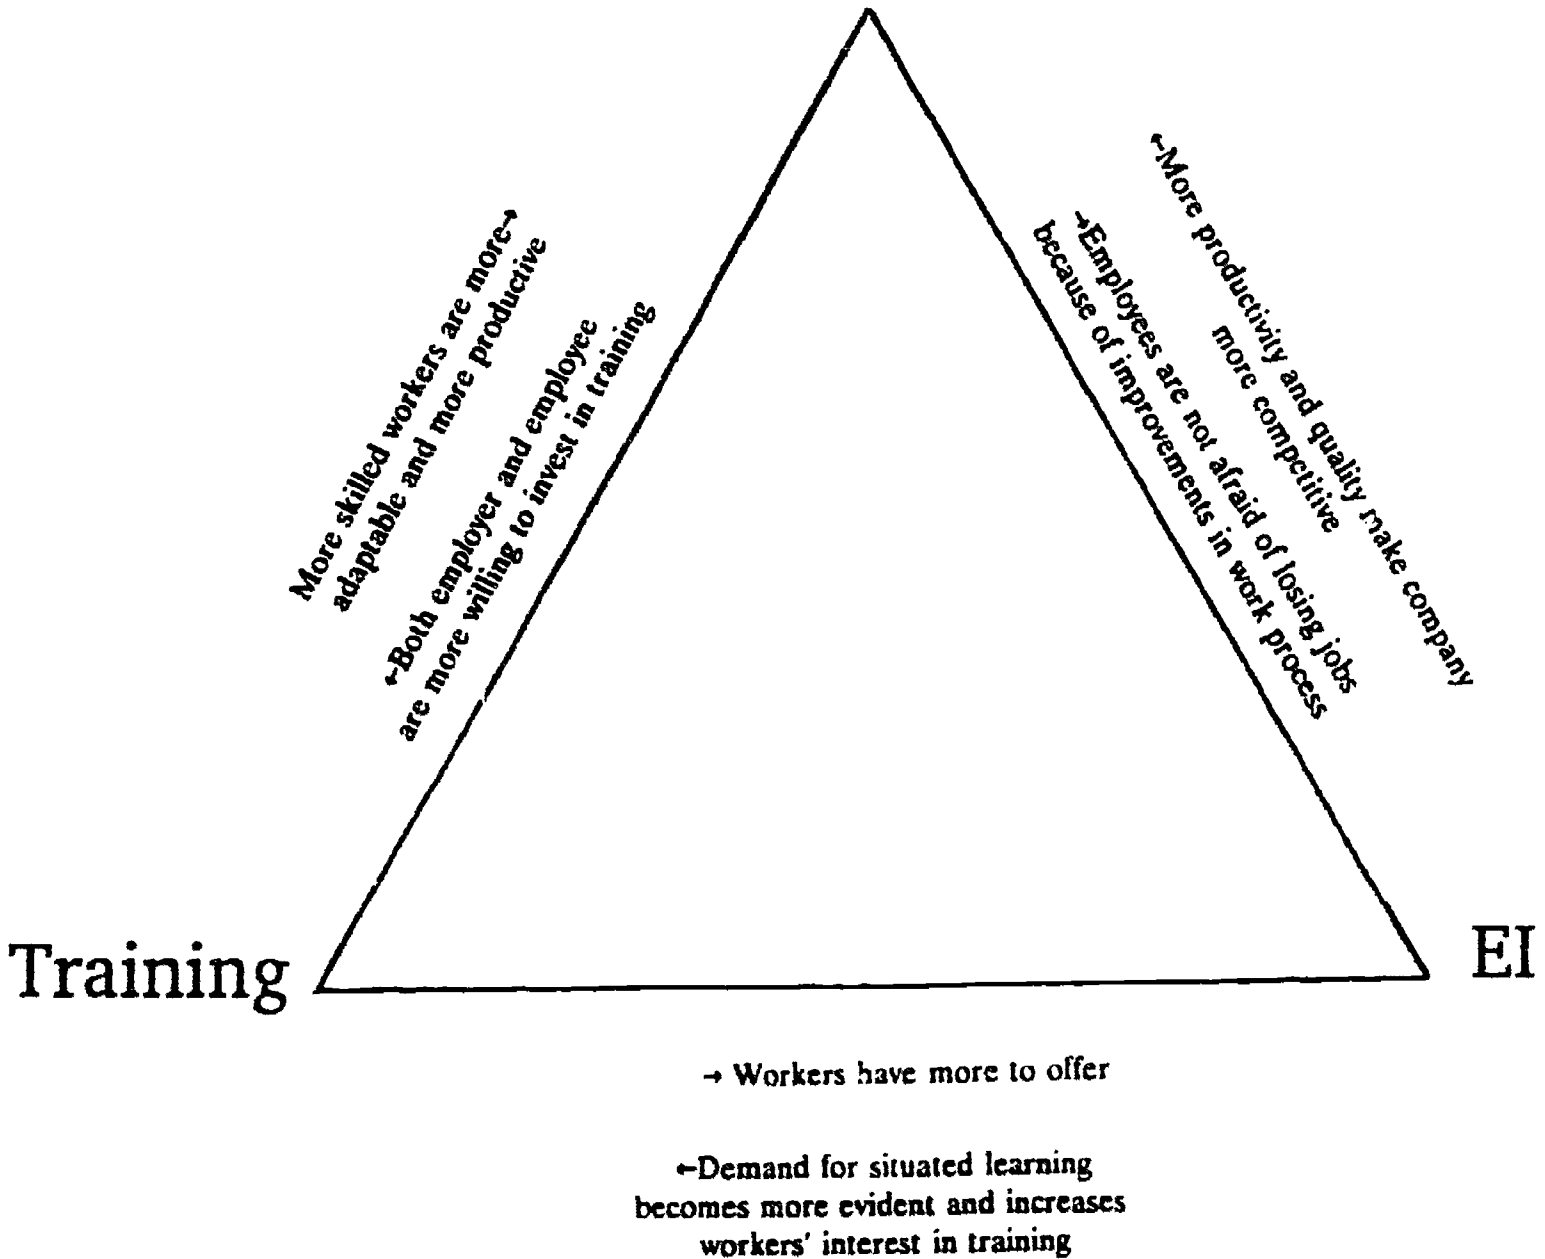 More skilled workers are more→
adaptable and more productive
←Both employer and employee
are more willing to invest in training
←More productivity and quality make company
more competitive
→Employees are not afraid of losing jobs
because of improvements in work process
Training
EI
→ Workers have more to offer
←Demand for situated learning
becomes more evident and increases
workers' interest in training